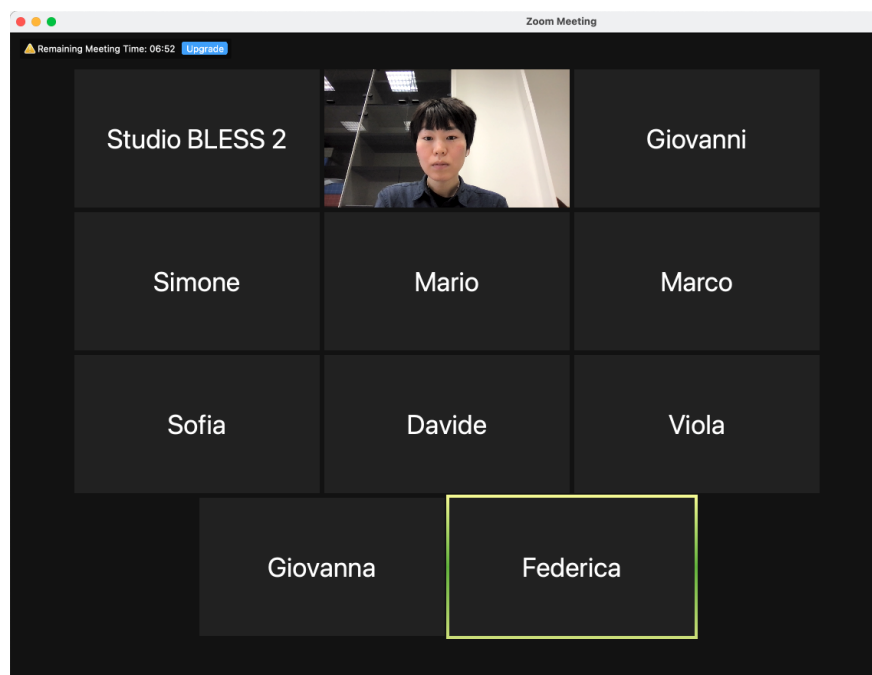 Zoom Meeting
Remaining Meeting Time: 06:52 Upgrade
Studio BLESS 2
Giovanni
Simone
Mario
Marco
Sofia
Davide
Viola
Giovanna
Federica